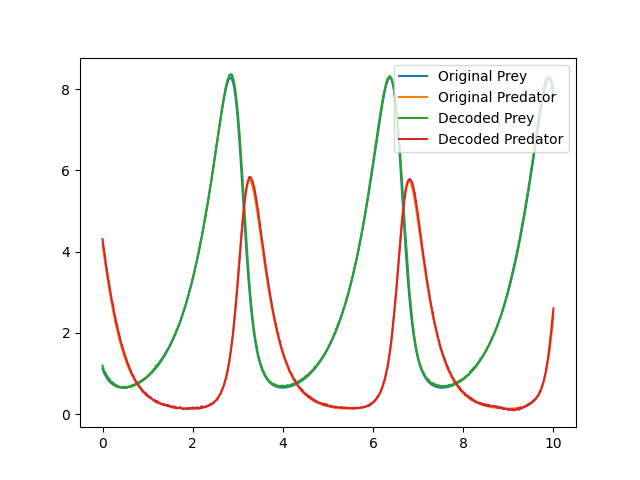 8
6
4
2
0
0 2 4 6 8 10
Original Prey
Original Predator
Decoded Prey
Decoded Predator